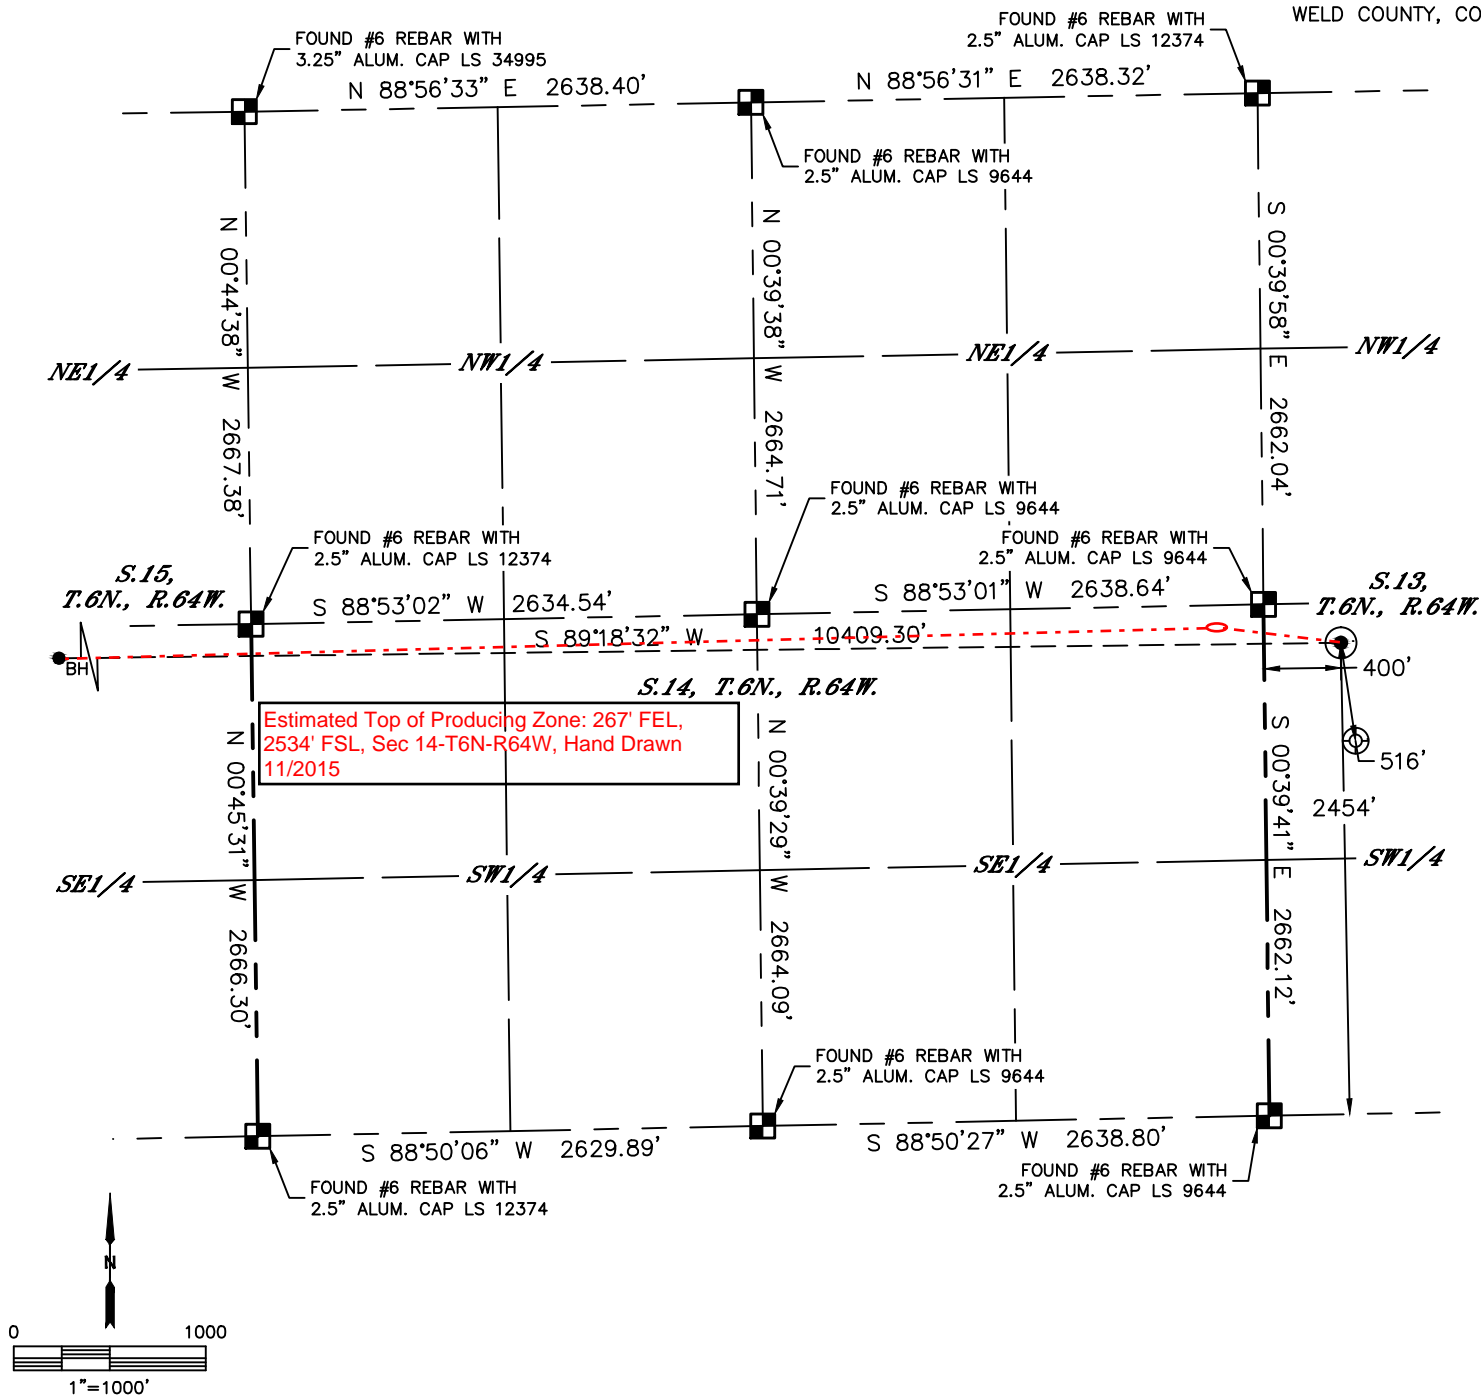 WELD COUNTY, CO
FOUND #6 REBAR WITH
3.25" ALUM. CAP LS 34995
FOUND #6 REBAR WITH
2.5" ALUM. CAP LS 12374
N 88°56'33" E 2638.40'
N 88°56'31" E 2638.32'
FOUND #6 REBAR WITH
2.5" ALUM. CAP LS 9644
N 00°44'38" W 2667.38'
N 00°39'38" W 2664.71'
S 00°39'58" E 2662.04'
NE1/4
NW1/4
NE1/4
NW1/4
FOUND #6 REBAR WITH
2.5" ALUM. CAP LS 12374
FOUND #6 REBAR WITH
2.5" ALUM. CAP LS 9644
FOUND #6 REBAR WITH
2.5" ALUM. CAP LS 9644
S.15,
T.6N., R.64W.
S 88°53'02" W 2634.54'
S 88°53'01" W 2638.64'
S.13,
T.6N., R.64W.
S 89°18'32" W 10409.30'
BH
400'
S.14, T.6N., R.64W.
Estimated Top of Producing Zone: 267' FEL,
2534' FSL, Sec 14-T6N-R64W, Hand Drawn
11/2015
516'
2454'
N 00°45'31" W 2666.30'
N 00°39'29" W 2664.09'
S 00°39'41" E 2662.12'
SE1/4
SW1/4
SE1/4
SW1/4
FOUND #6 REBAR WITH
2.5" ALUM. CAP LS 9644
S 88°50'06" W 2629.89'
S 88°50'27" W 2638.80'
FOUND #6 REBAR WITH
2.5" ALUM. CAP LS 12374
FOUND #6 REBAR WITH
2.5" ALUM. CAP LS 9644
N
0 1000
1"=1000'